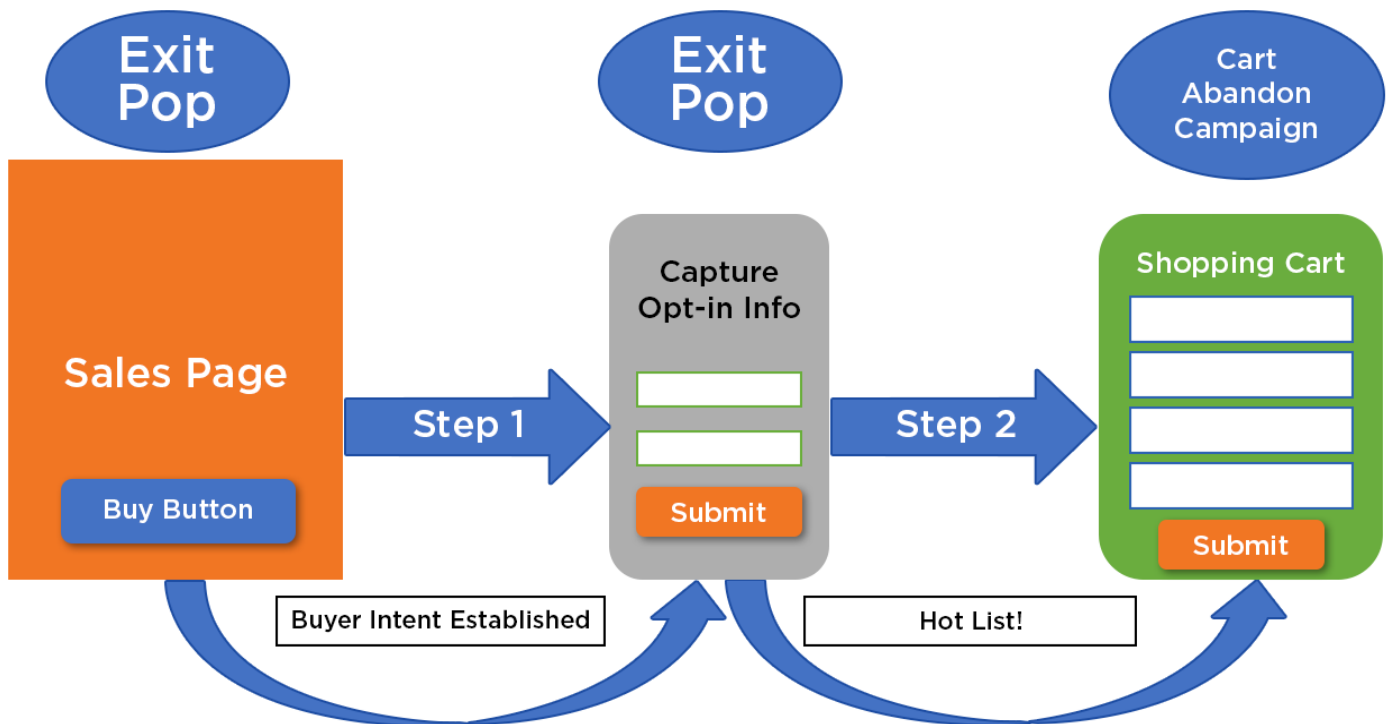 Exit
Pop
Exit
Pop
Cart
Abandon
Campaign
Sales Page
Buy Button
Step 1
Capture
Opt-in Info
Submit
Step 2
Shopping Cart
Submit
Buyer Intent Established
Hot List!